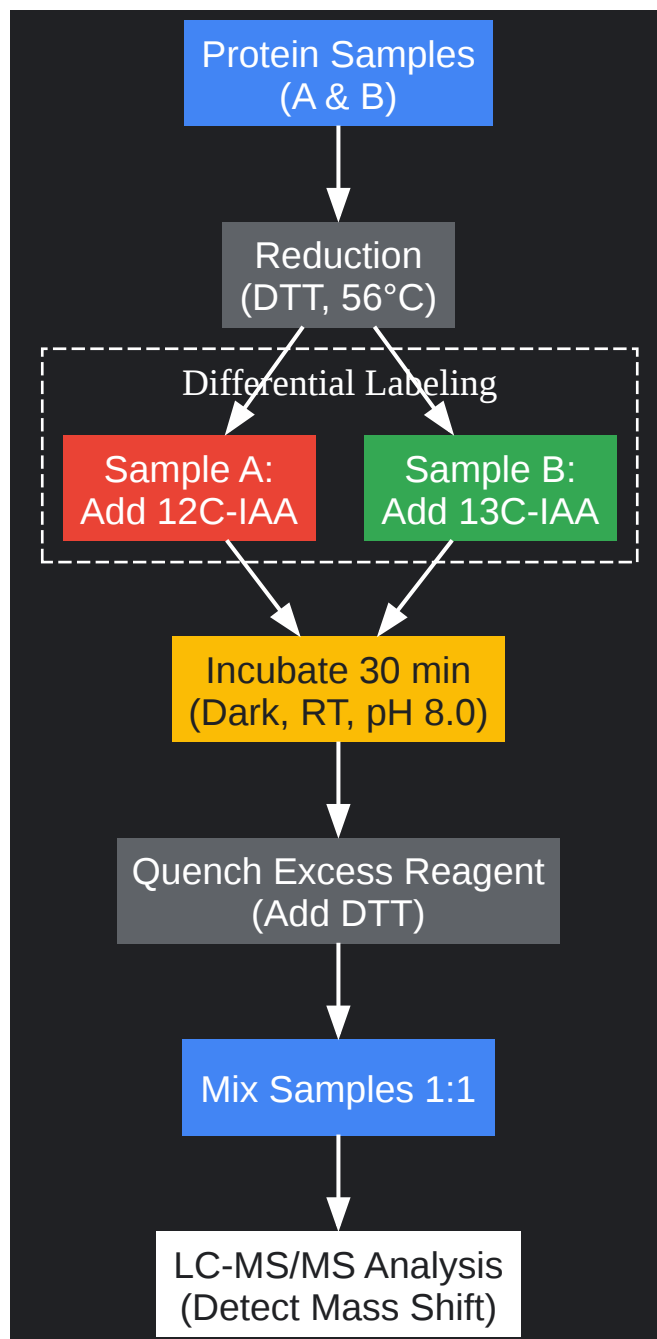 Protein Samples
(A & B)
Reduction
(DTT, 56°C)
Differential Labeling
Sample A:
Add 12C-IAA
Sample B:
Add 13C-IAA
Incubate 30 min
(Dark, RT, pH 8.0)
Quench Excess Reagent
(Add DTT)
Mix Samples 1:1
LC-MS/MS Analysis
(Detect Mass Shift)